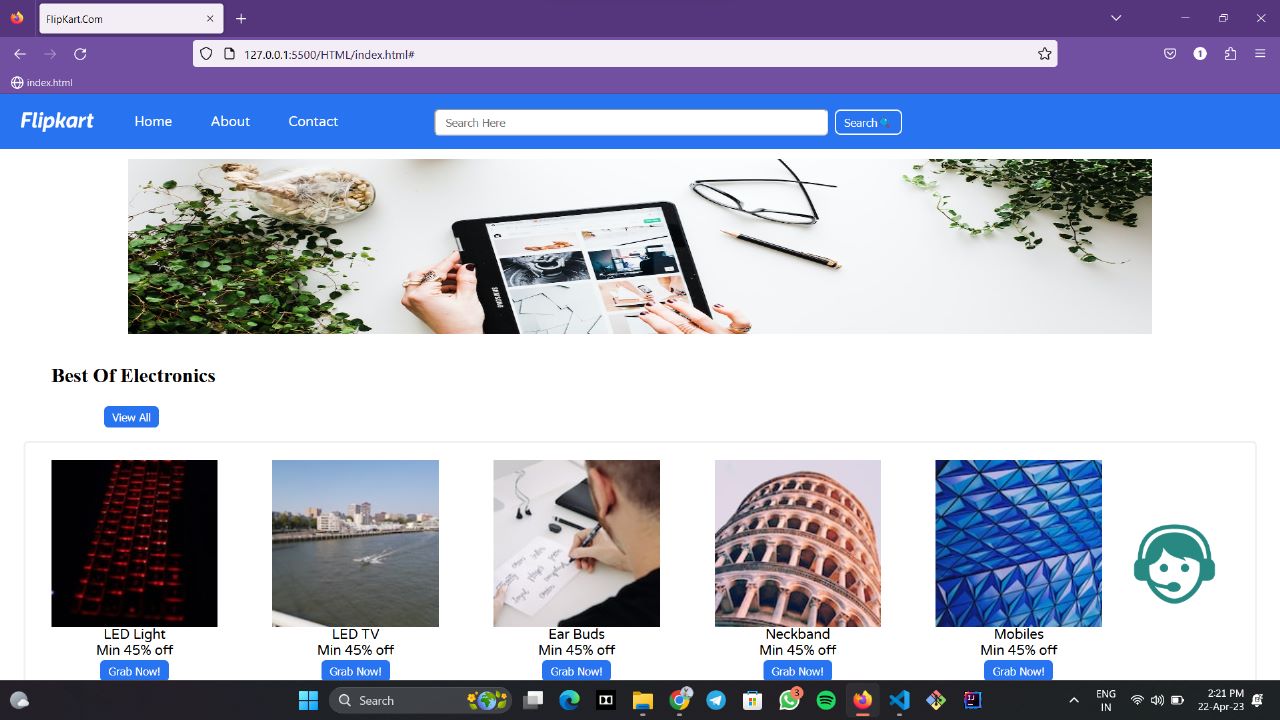 FlipKart.Com
127.0.0.1:5500/HTML/index.html#
1
index.html
Flipkart
Home
About
Contact
Search Here
Search
SAMSUNG
Best Of Electronics
View All
LED Light
LED TV
Ear Buds
Neckband
Mobiles
Min 45% off
Min 45% off
Min 45% off
Min 45% off
Min 45% off
Grab Now!
Grab Now!
Grab Now!
Grab Now!
Grab Now!
Search
3
ENG
IN
2:21 PM
22-Apr-23